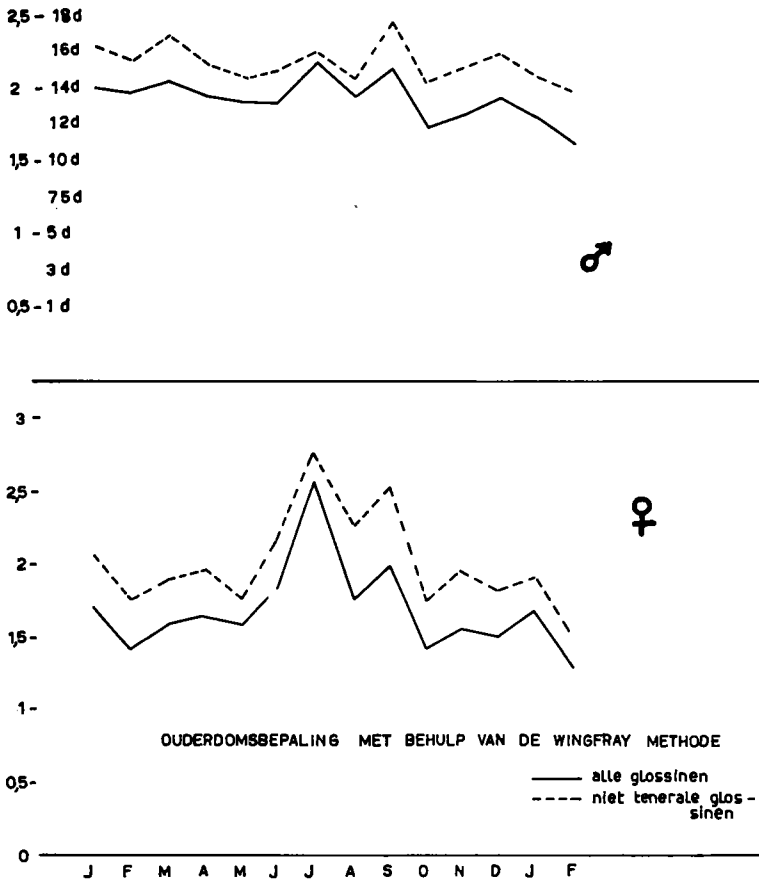 2,5 - 18d
16d
2 - 14d
12d
1,5 - 10d
75d
1 - 5d
3d
0,5 - 1d
♂
3 -
2,5 -
♀
2 -
1,5 -
1 -
OUDERDOMSBEPALING MET BEHULP VAN DE WINGFRAY METHODE
0,5 -
alle glossinen
niet tenerale glos-
sinen
0
J F M A M J J A S O N D J F